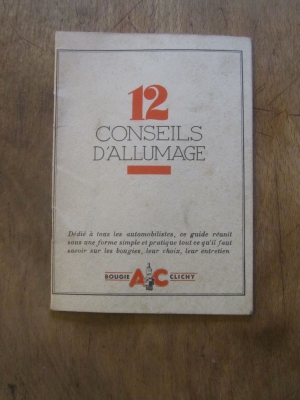 12
CONSEILS
D'ALLUMAGE
Dédié à tous les automobilistes, ce guide réunit
sous une forme simple et pratique tout ce qu'il faut
savoir sur les bougies, leur choix, leur entretien
BOUGIE AC CLICHY